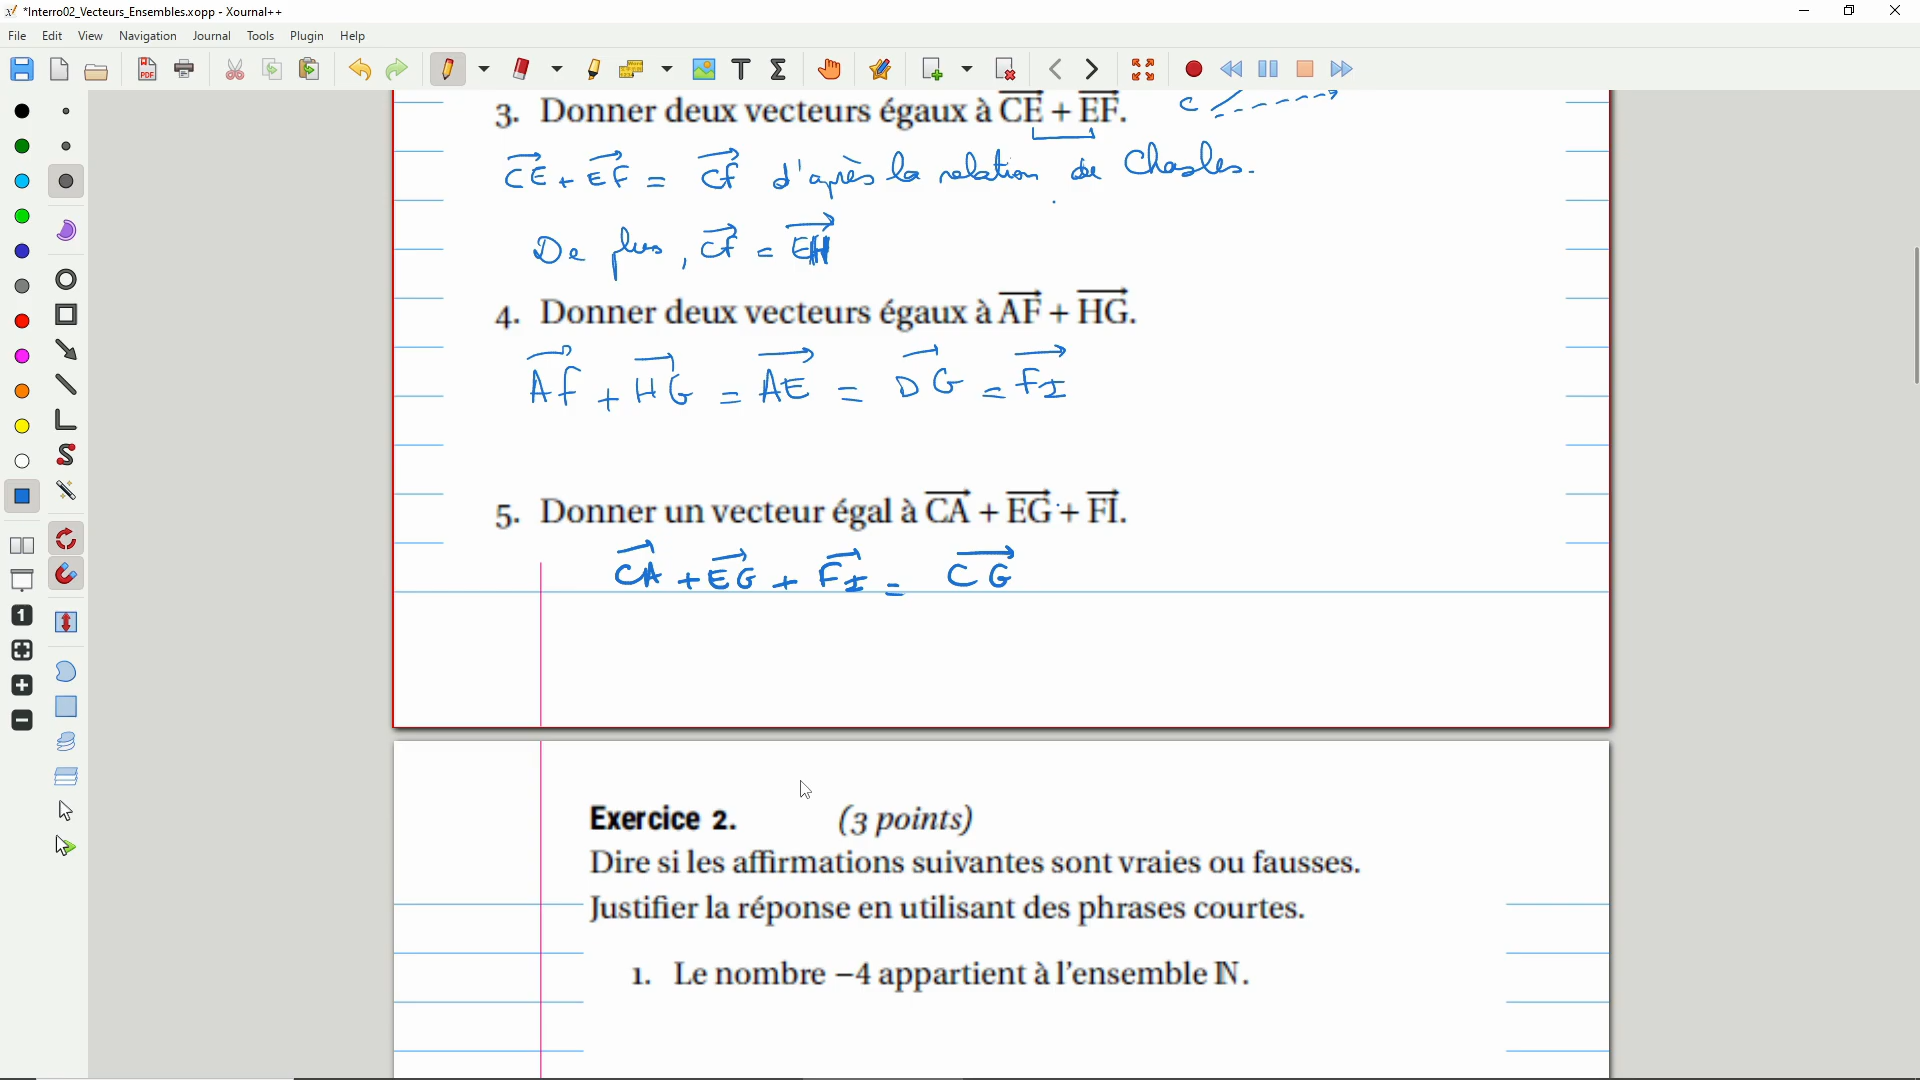 *Interro02_Vecteurs_Ensembles.xopp - Xournal++
File Edit View Navigation Journal Tools Plugin Help
3. Donner deux vecteurs égaux à CE + EF.
C
CE + EF = CF d'après la relation de Chasles.
De plus, CF = EH
4. Donner deux vecteurs égaux à AF + HG.
AF + HG = AE = DG = FI
5. Donner un vecteur égal à CA + EG + FI.
CA + EG + FI = CG
Exercice 2. (3 points)
Dire si les affirmations suivantes sont vraies ou fausses.
Justifier la réponse en utilisant des phrases courtes.
1. Le nombre −4 appartient à l'ensemble ℕ.